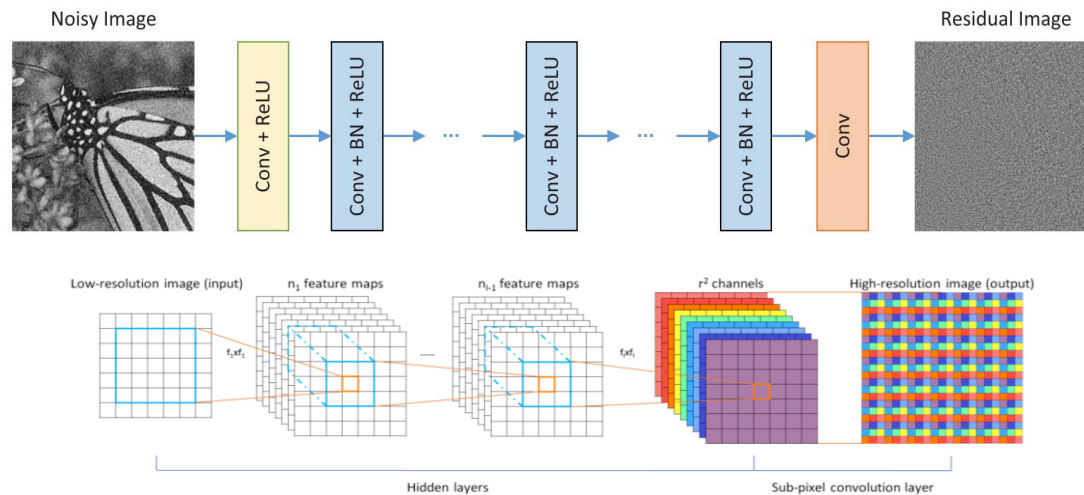 Noisy Image
Residual Image
Conv + ReLU
Conv + BN + ReLU
...
Conv + BN + ReLU
...
Conv + BN + ReLU
Conv
Low-resolution image (input)
n₁ feature maps
nₗ₋₁ feature maps
r² channels
High-resolution image (output)
f₁xf₁
......
fₗxfₗ
Hidden layers
Sub-pixel convolution layer